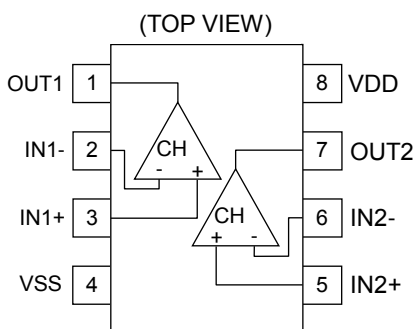 (TOP VIEW)
OUT1 1 8 VDD
IN1- 2 CH - + 7 OUT2
IN1+ 3 CH + - 6 IN2-
VSS 4 5 IN2+